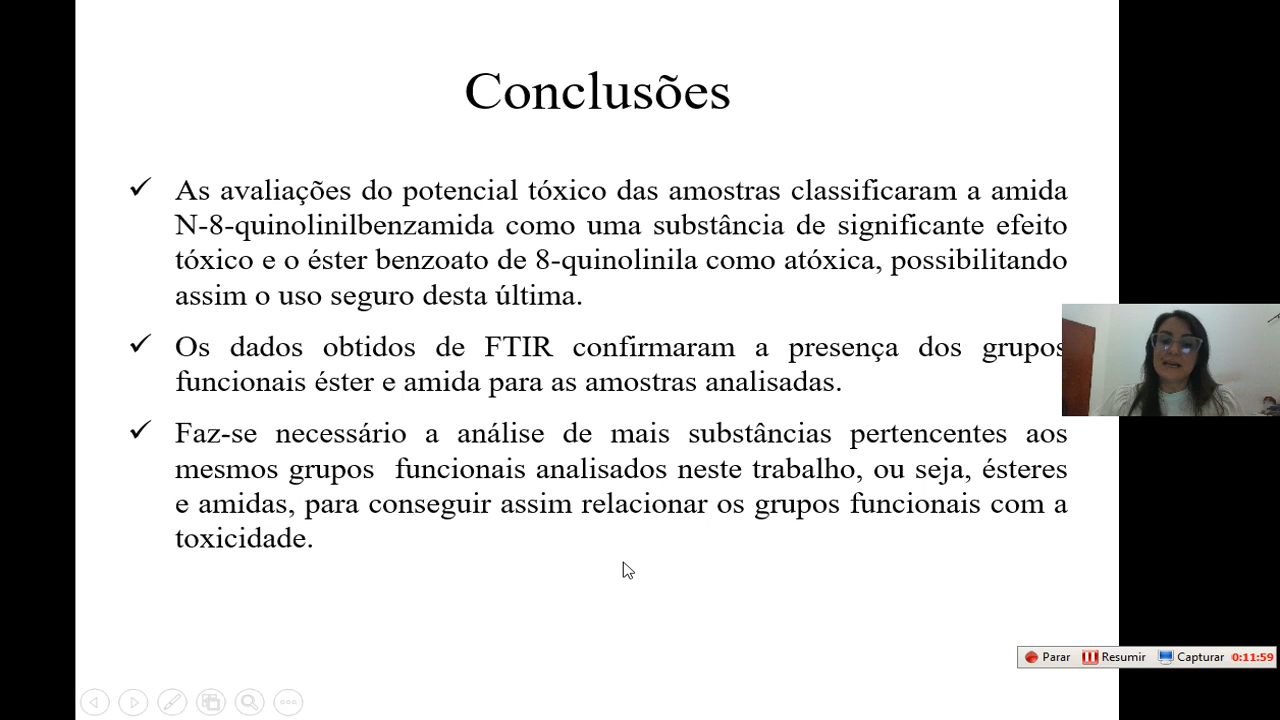 Conclusões
As avaliações do potencial tóxico das amostras classificaram a amida
N-8-quinolinilbenzamida como uma substância de significante efeito
tóxico e o éster benzoato de 8-quinolinila como atóxica, possibilitando
assim o uso seguro desta última.
Os dados obtidos de FTIR confirmaram a presença dos grupos
funcionais éster e amida para as amostras analisadas.
Faz-se necessário a análise de mais substâncias pertencentes aos
mesmos grupos funcionais analisados neste trabalho, ou seja, ésteres
e amidas, para conseguir assim relacionar os grupos funcionais com a
toxicidade.
Parar Resumir Capturar 0:11:59